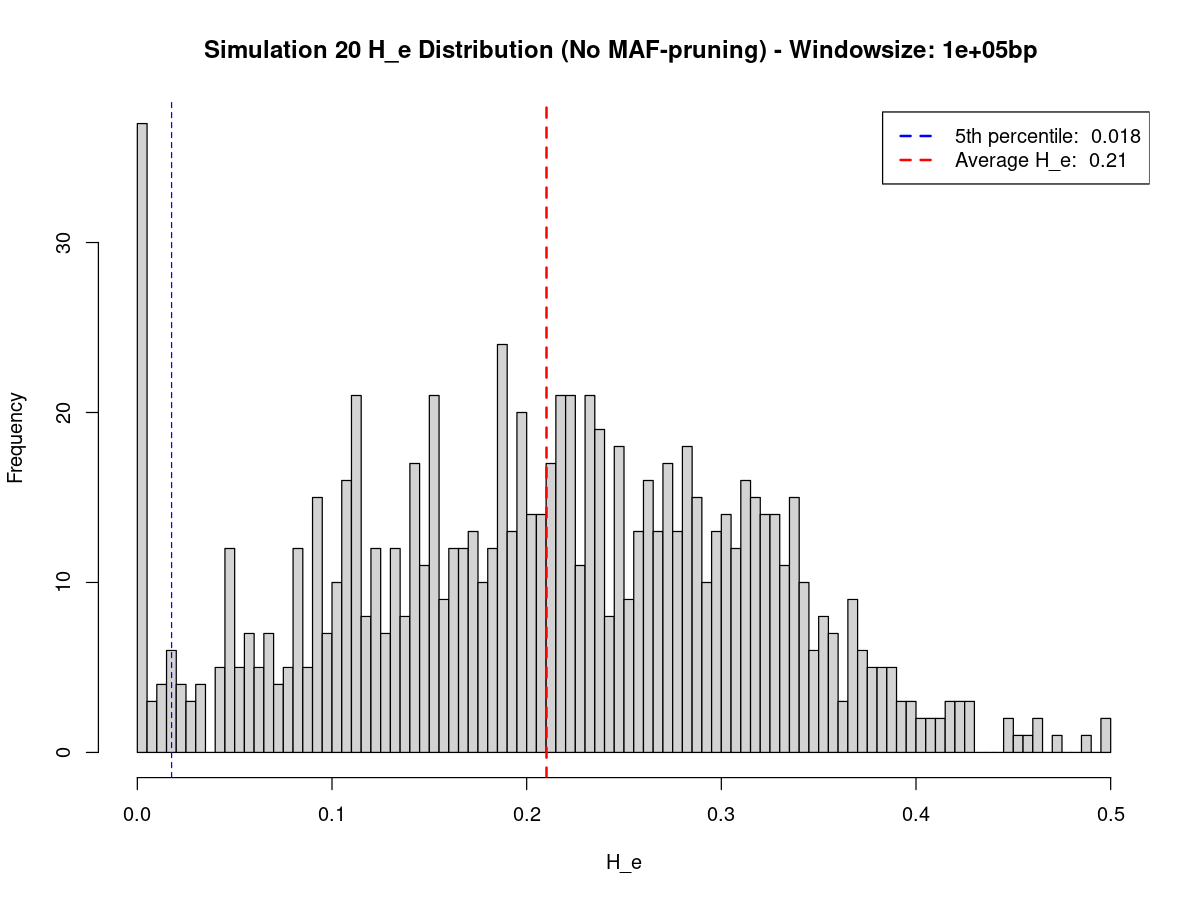 Simulation 20 H_e Distribution (No MAF-pruning) - Windowsize: 1e+05bp
5th percentile: 0.018
Average H_e: 0.21
30
20
10
0
Frequency
0.0 0.1 0.2 0.3 0.4 0.5
H_e